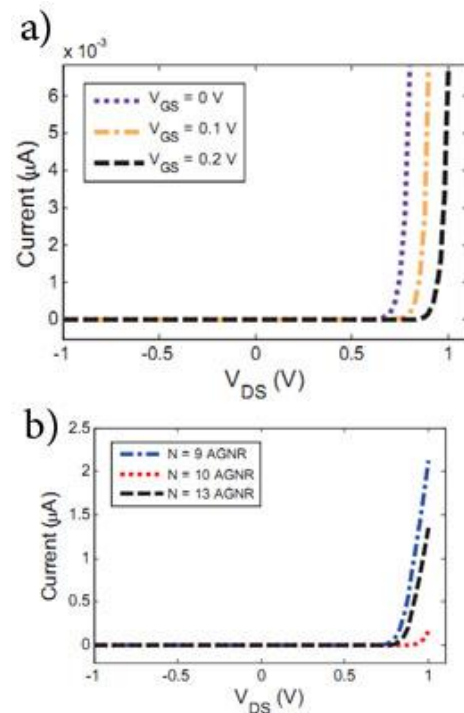 a)
x 10⁻³
V_GS = 0 V
V_GS = 0.1 V
V_GS = 0.2 V
6
5
4
3
2
1
0
Current (μA)
-1 -0.5 0 0.5 1
V_DS (V)
b)
N = 9 AGNR
N = 10 AGNR
N = 13 AGNR
2.5
2
1.5
1
0.5
0
Current (μA)
-1 -0.5 0 0.5 1
V_DS (V)